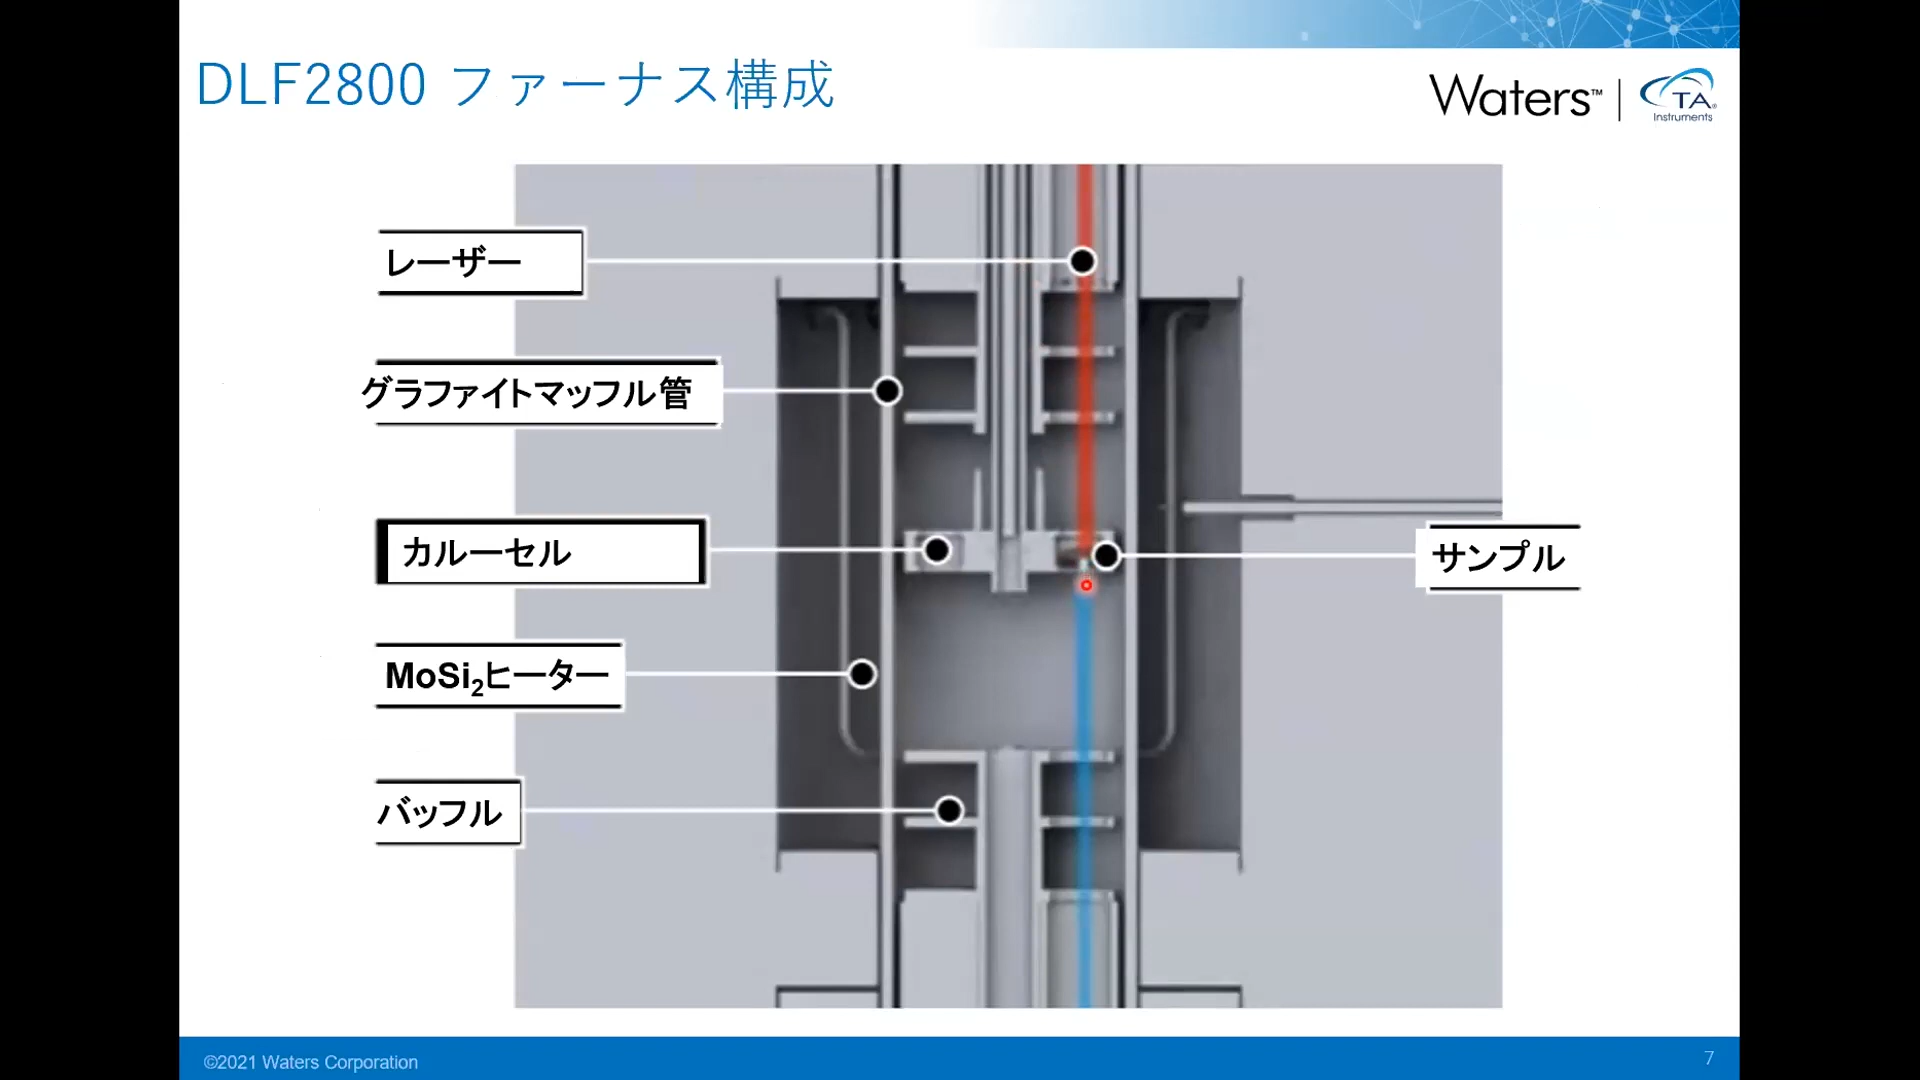 DLF2800 ファーナス構成
Waters™
TA
Instruments
レーザー
グラファイトマッフル管
カルーセル
サンプル
MoSi₂ヒーター
バッフル
©2021 Waters Corporation
7